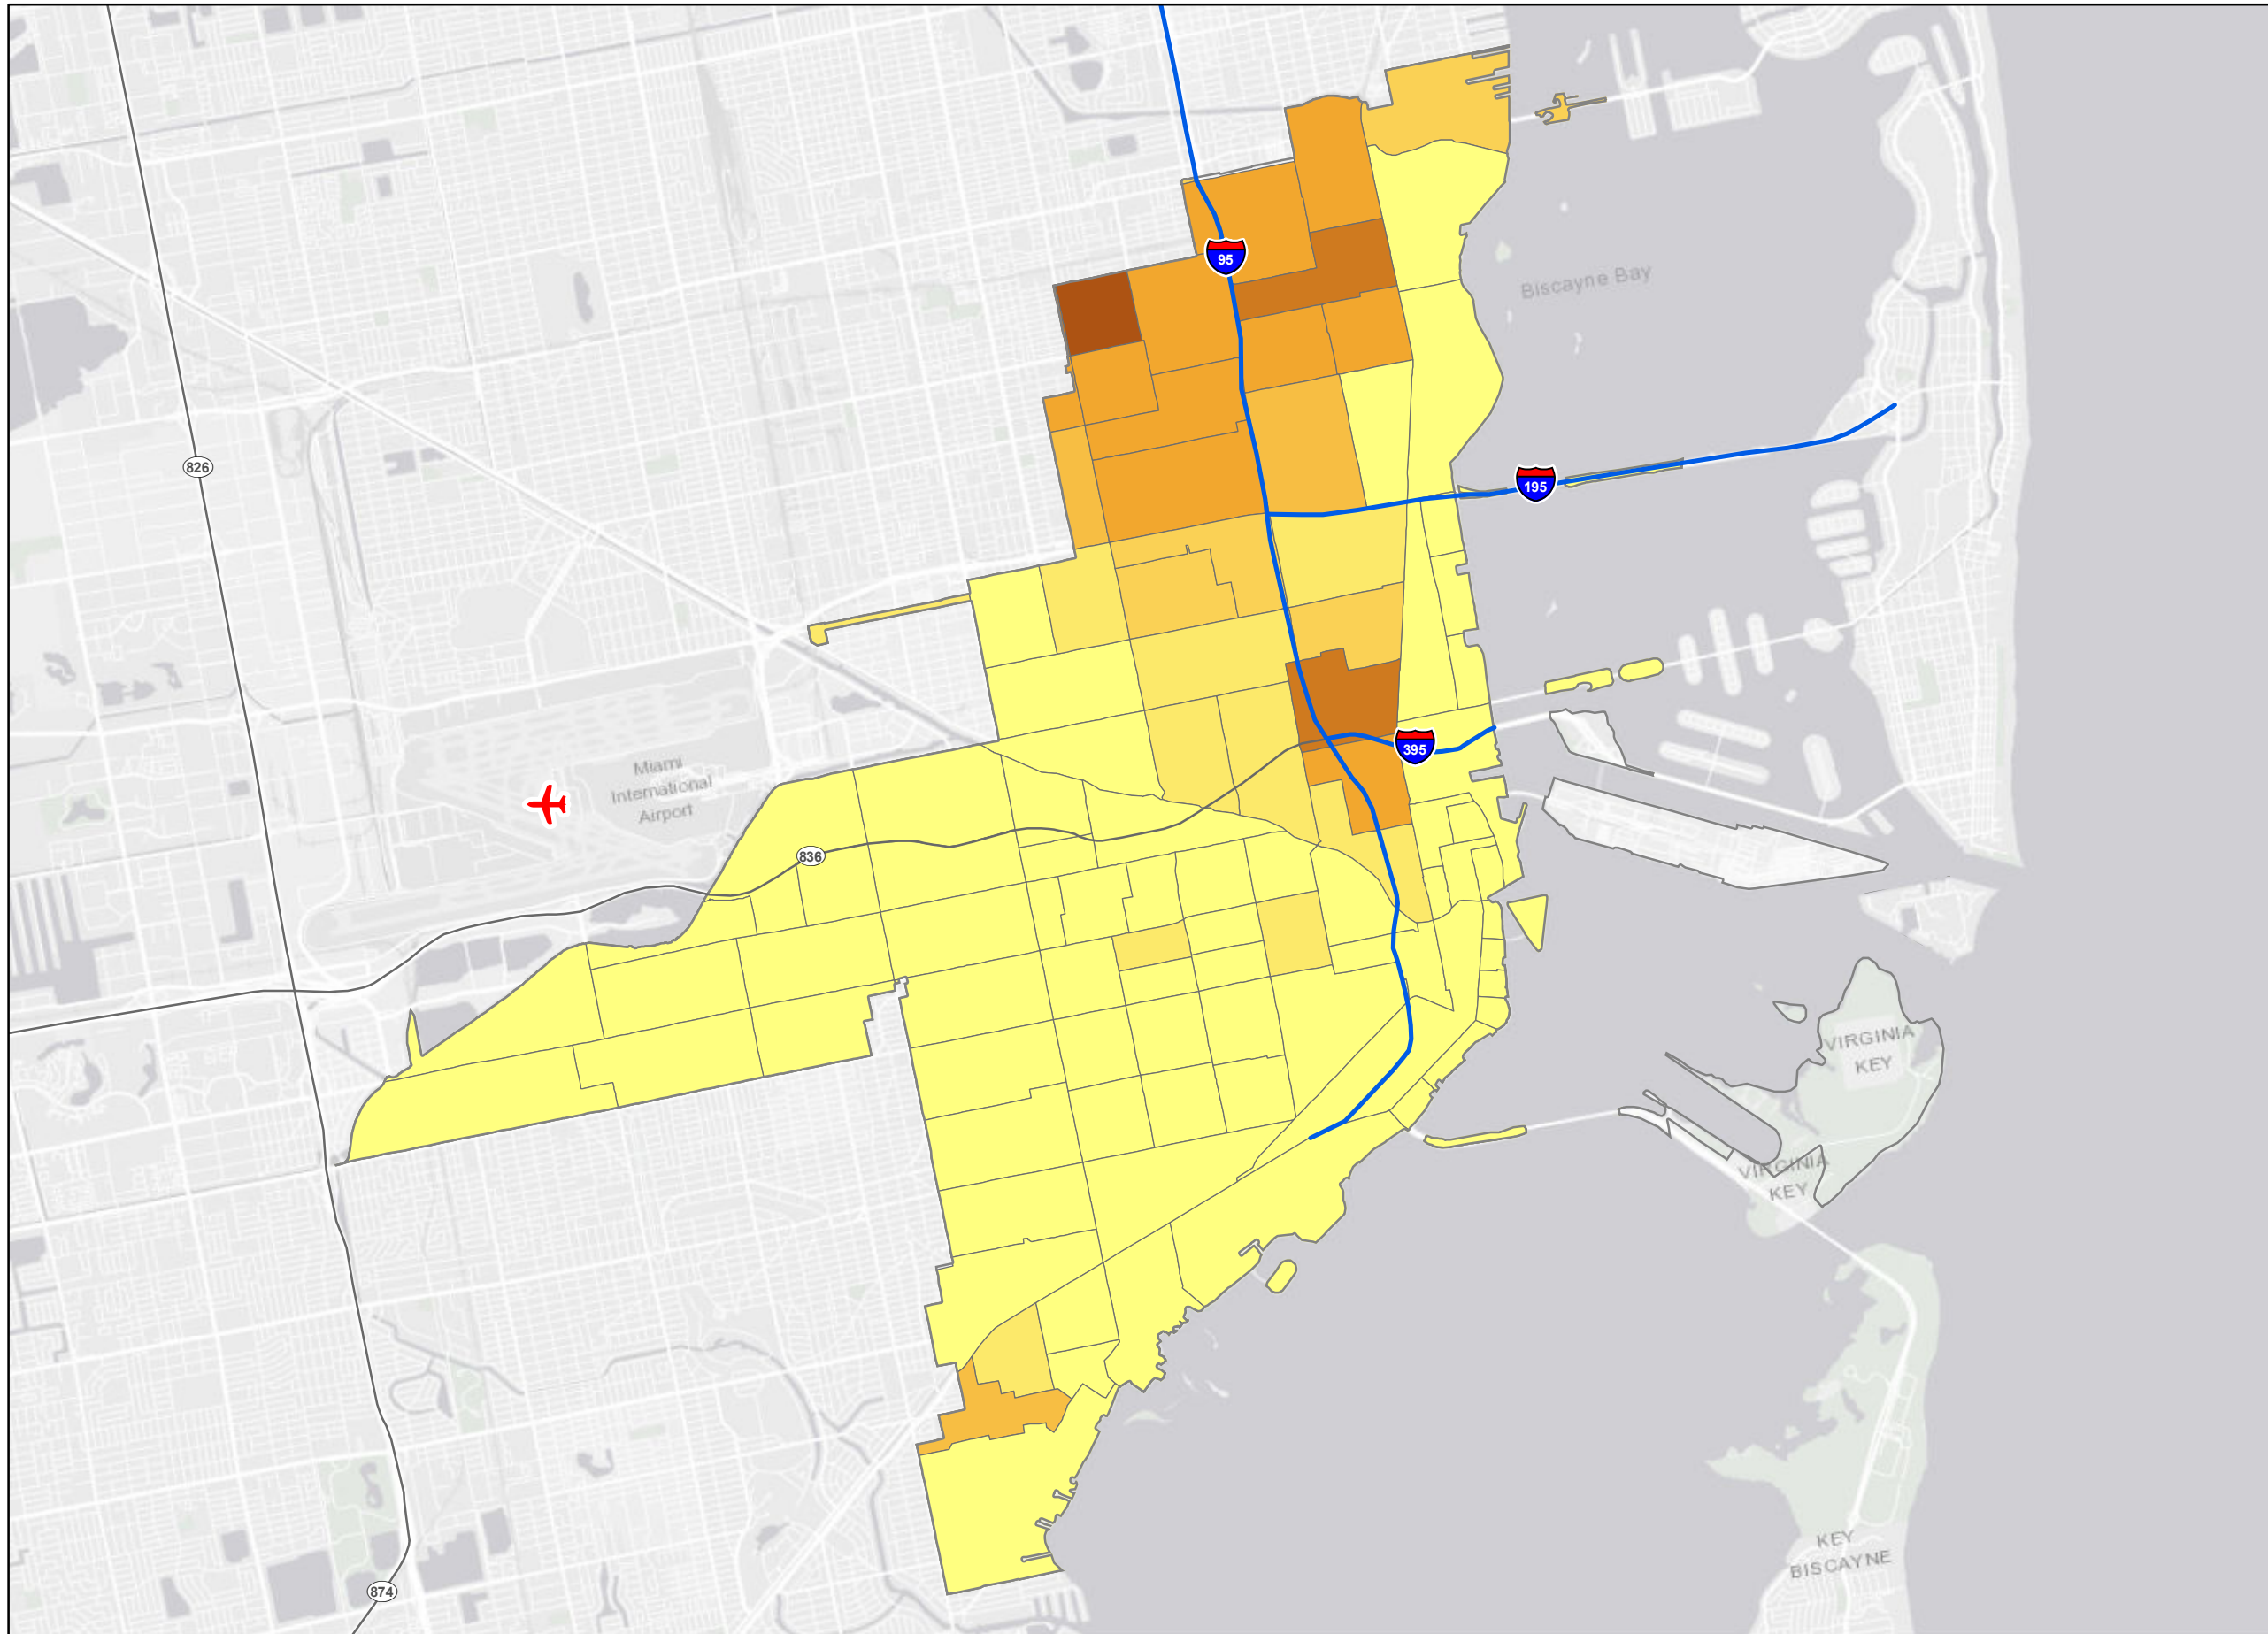 95
Biscayne Bay
826
195
395
Miami
International
Airport
836
VIRGINIA
KEY
VIRGINIA
KEY
KEY
BISCAYNE
874